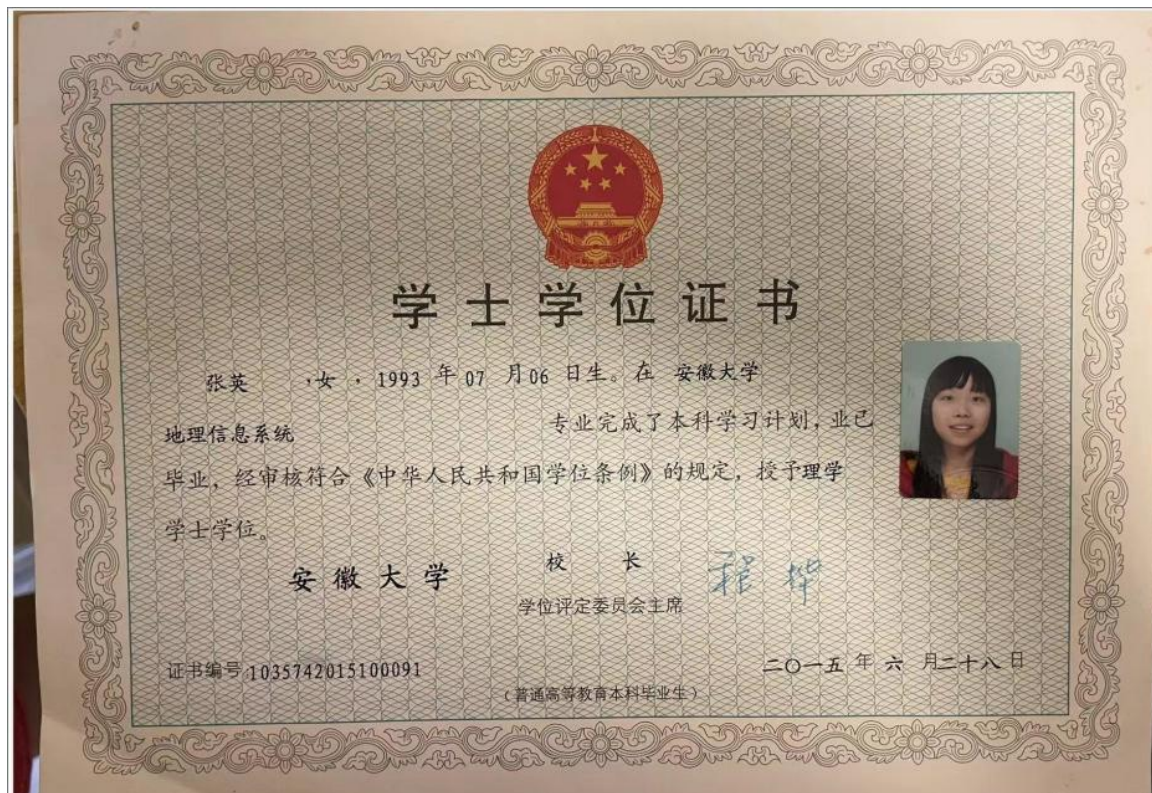 学士学位证书
张英 ，女，1993 年 07 月 06 日生。在 安徽大学
地理信息系统 专业完成了本科学习计划，业已
毕业，经审核符合《中华人民共和国学位条例》的规定，授予理学
学士学位。
安徽大学 校 长 程桦
学位评定委员会主席
证书编号 1035742015100091 二〇一五 年 六 月二十八日
（普通高等教育本科毕业生）